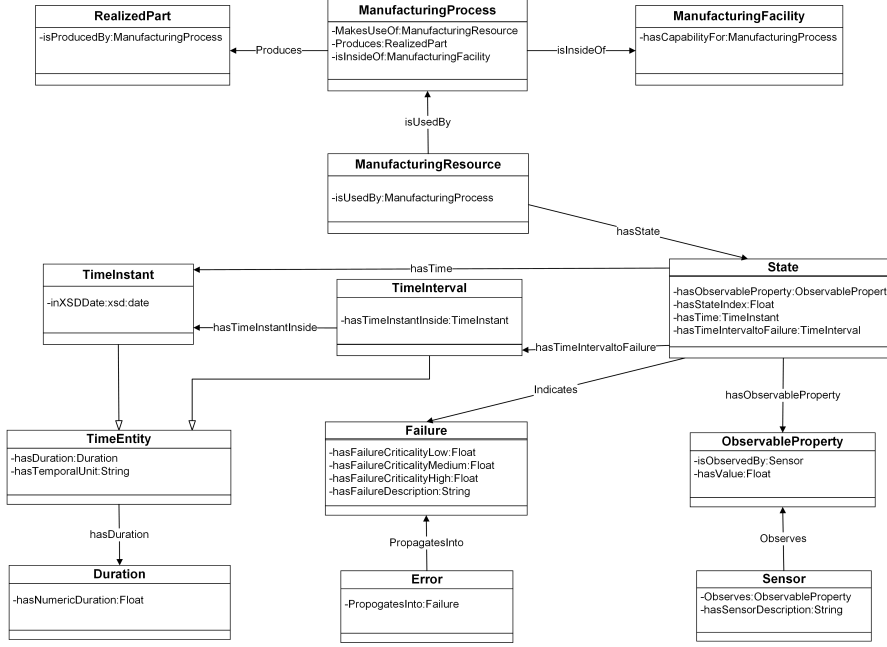 RealizedPart
-isProducedBy:ManufacturingProcess
ManufacturingProcess
-MakesUseOf:ManufacturingResource
-Produces:RealizedPart
-isInsideOf:ManufacturingFacility
ManufacturingFacility
-hasCapabilityFor:ManufacturingProcess
Produces
isInsideOf
isUsedBy
ManufacturingResource
-isUsedBy:ManufacturingProcess
hasState
TimeInstant
-inXSDDate:xsd:date
hasTime
TimeInterval
-hasTimeInstantInside:TimeInstant
State
-hasObservableProperty:ObservablePropert
-hasStateIndex:Float
-hasTime:TimeInstant
-hasTimeIntervaltoFailure:TimeInterval
hasTimeInstantInside
hasTimeIntervaltoFailure
Indicates
hasObservableProperty
TimeEntity
-hasDuration:Duration
-hasTemporalUnit:String
Failure
-hasFailureCriticalityLow:Float
-hasFailureCriticalityMedium:Float
-hasFailureCriticalityHigh:Float
-hasFailureDescription:String
ObservableProperty
-isObservedBy:Sensor
-hasValue:Float
hasDuration
PropagatesInto
Observes
Duration
-hasNumericDuration:Float
Error
-PropogatesInto:Failure
Sensor
-Observes:ObservableProperty
-hasSensorDescription:String